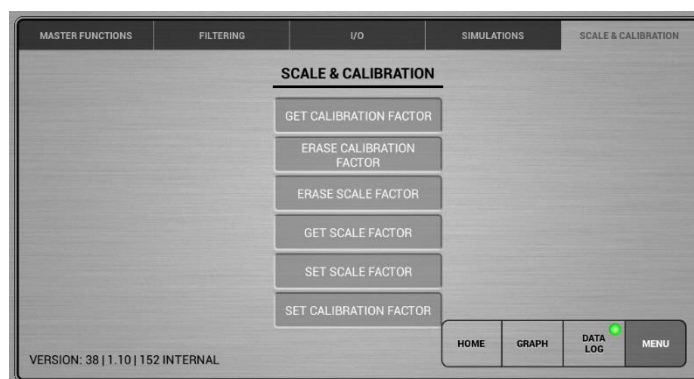 MASTER FUNCTIONS
FILTERING
I/O
SIMULATIONS
SCALE & CALIBRATION
SCALE & CALIBRATION
GET CALIBRATION FACTOR
ERASE CALIBRATION
FACTOR
ERASE SCALE FACTOR
GET SCALE FACTOR
SET SCALE FACTOR
SET CALIBRATION FACTOR
HOME
GRAPH
DATA
LOG
MENU
VERSION: 38 | 1.10 | 152 INTERNAL